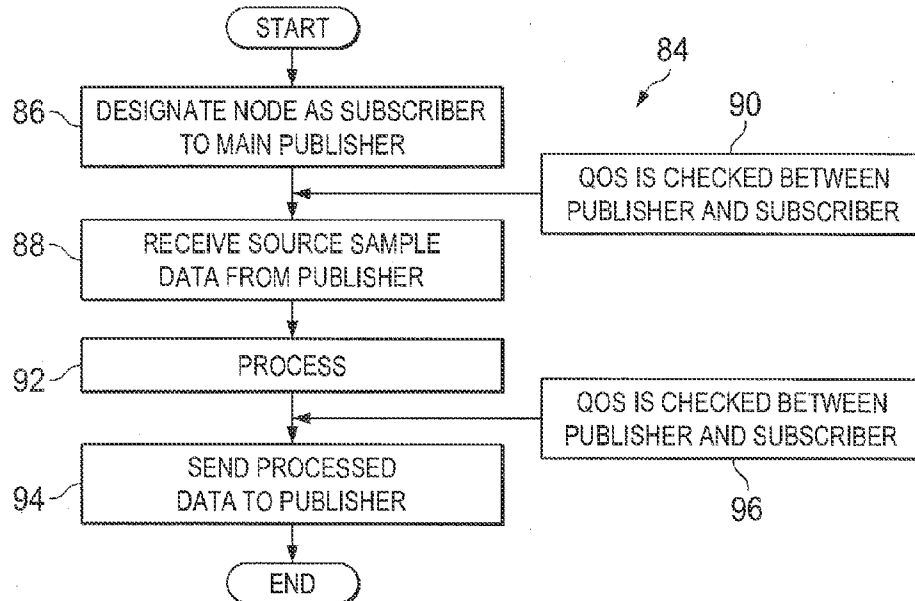 START
84
86
DESIGNATE NODE AS SUBSCRIBER
TO MAIN PUBLISHER
90
QOS IS CHECKED BETWEEN
PUBLISHER AND SUBSCRIBER
88
RECEIVE SOURCE SAMPLE
DATA FROM PUBLISHER
92
PROCESS
QOS IS CHECKED BETWEEN
PUBLISHER AND SUBSCRIBER
96
94
SEND PROCESSED
DATA TO PUBLISHER
END